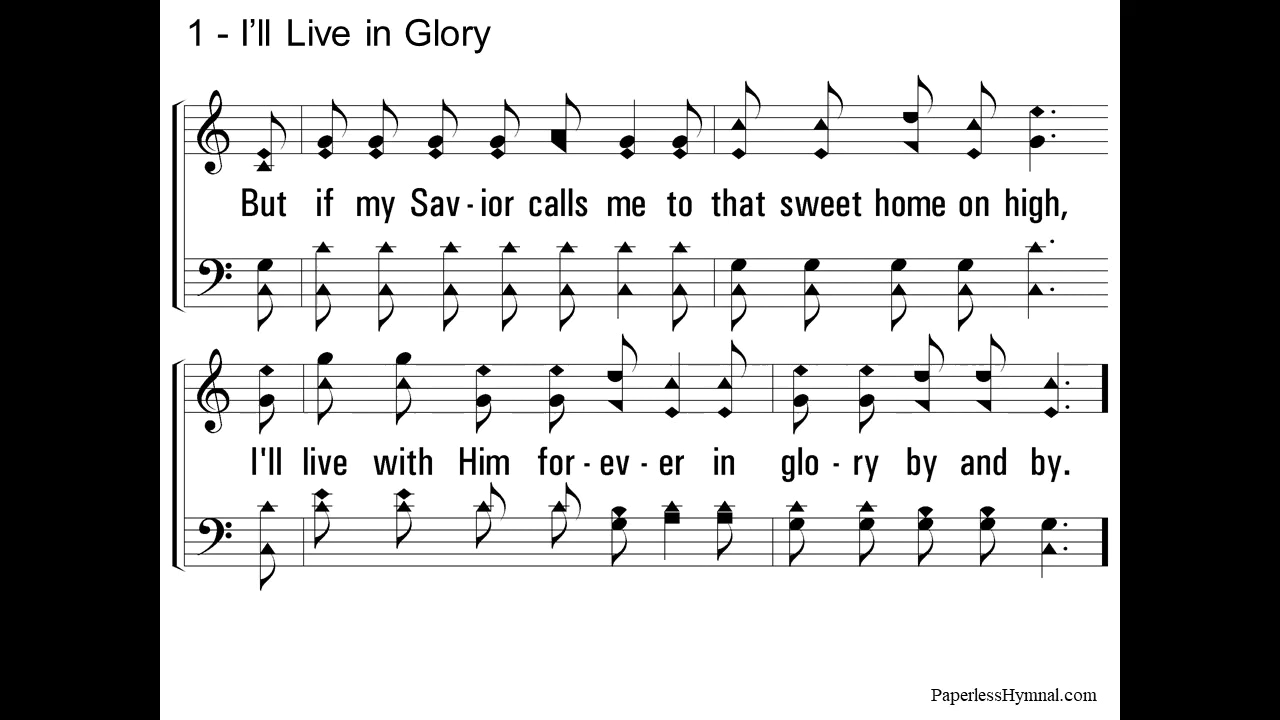 1 - I’ll Live in Glory
But if my Sav - ior calls me to that sweet home on high,
I'll live with Him for - ev - er in glo - ry by and by.
PaperlessHymnal.com